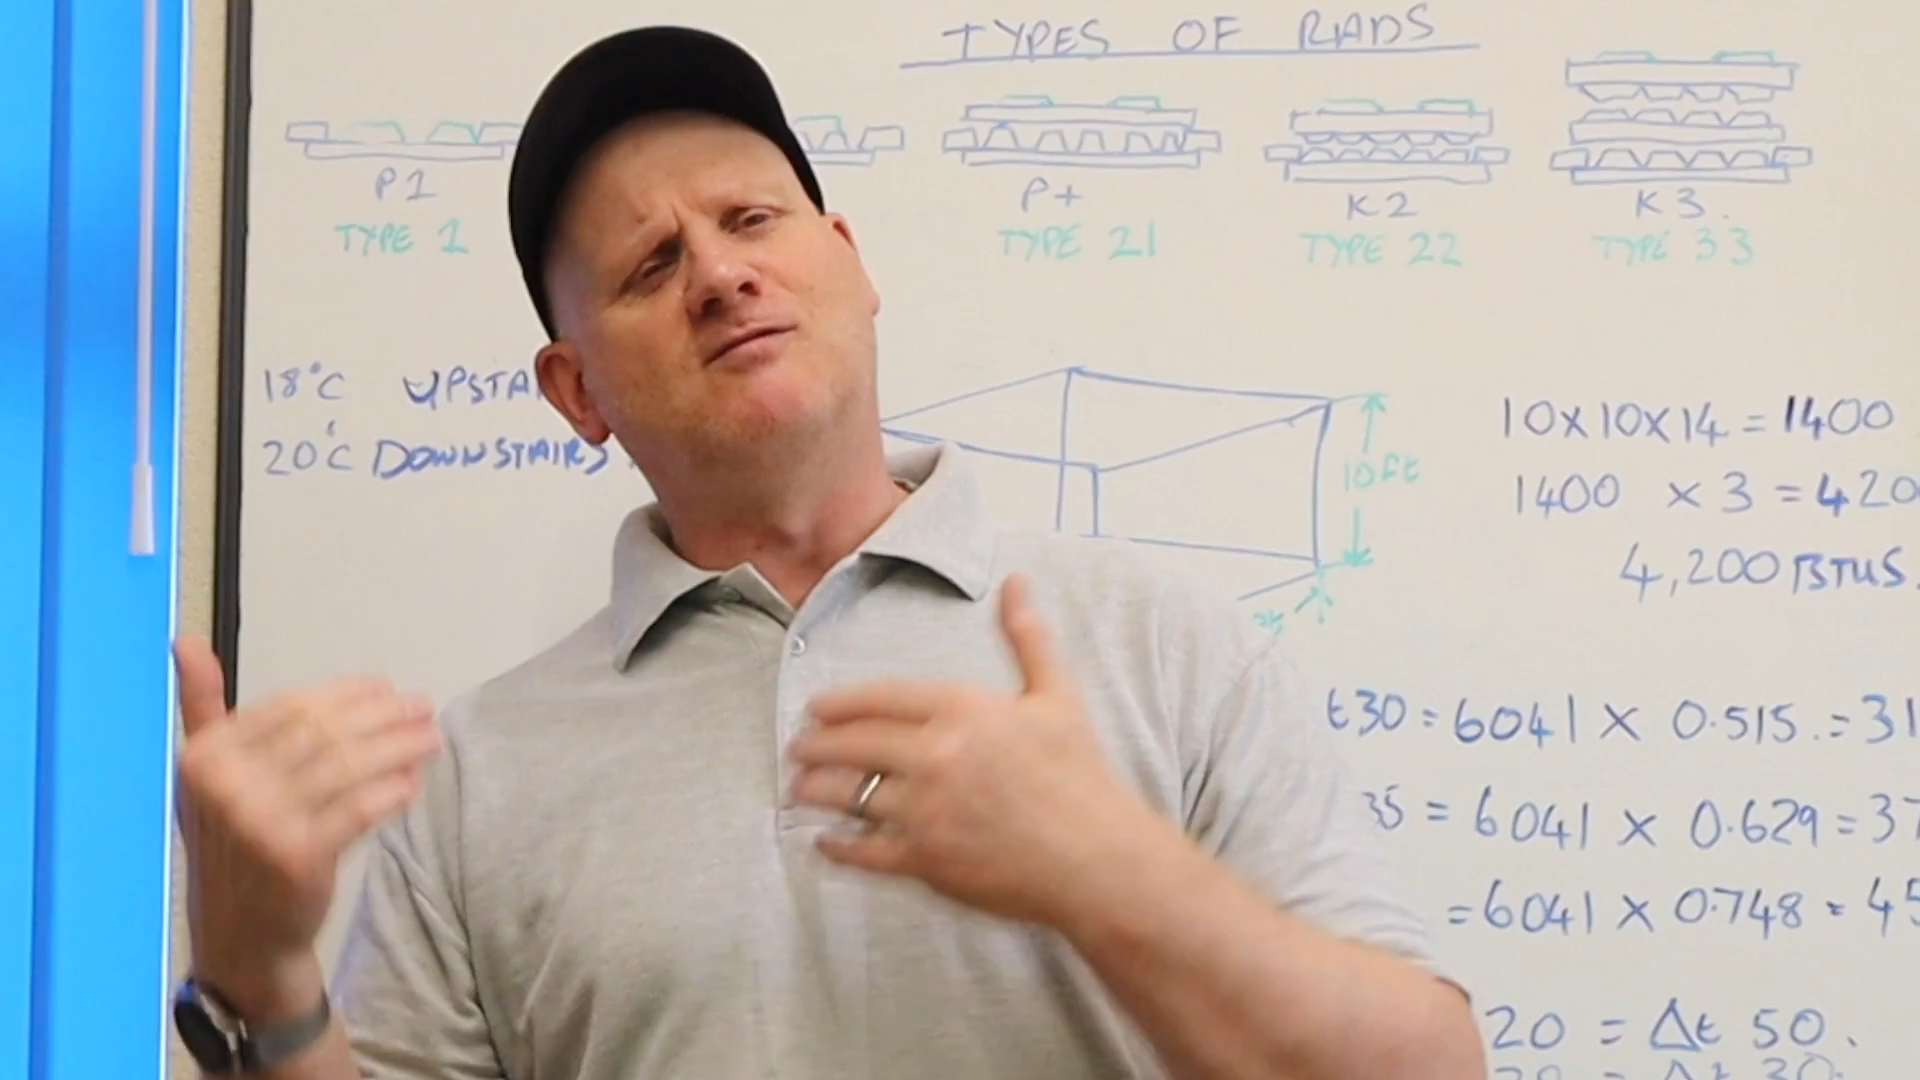 TYPES OF RADS
P1
P+
K2
K3.
TYPE 1
TYPE 21
TYPE 22
TYPE 33
18°C UPSTA
20°C DOWNSTAIRS
10ft
10x10x14 = 1400
1400 x 3 = 420
4,200 BTUS.
t30 = 6041 x 0.515. = 31
35 = 6041 x 0.629 = 37
= 6041 x 0.748 = 45
20 = Δt 50.